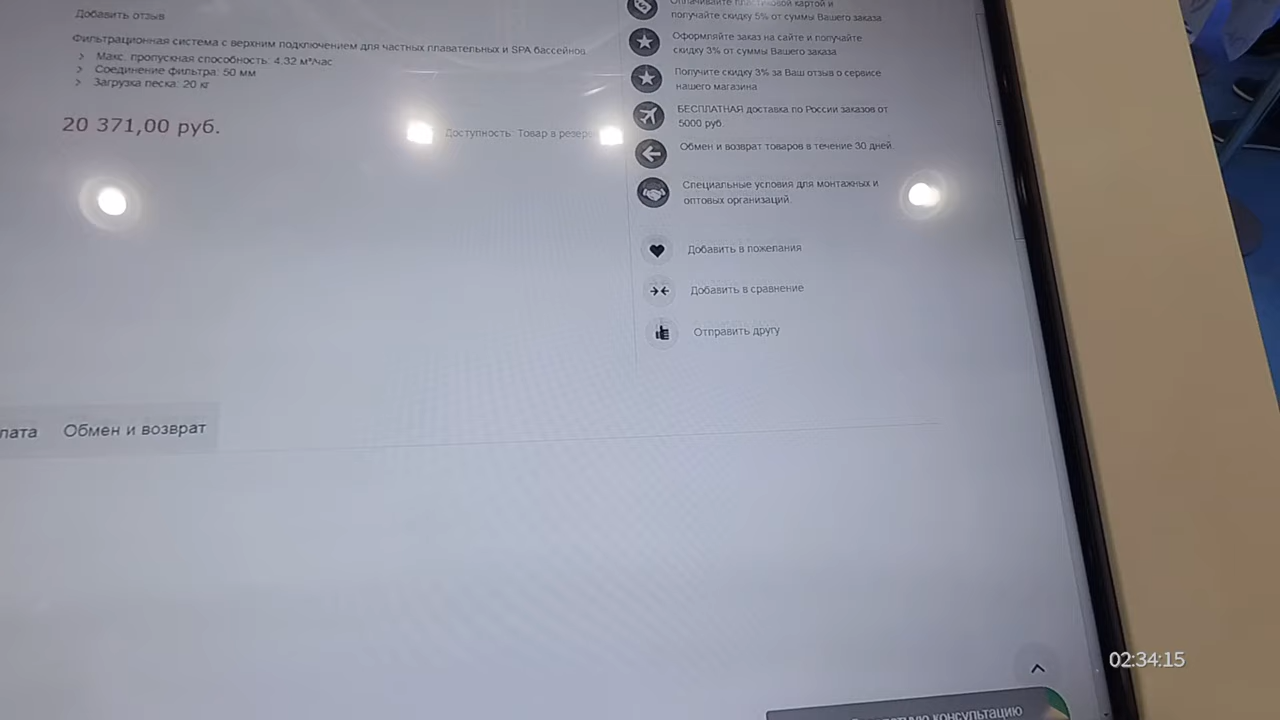 Добавить отзыв
Фильтрационная система с верхним подключением для частных плавательных и SPA бассейнов.
Макс. пропускная способность: 4.32 м³/час
Соединение фильтра: 50 мм
Загрузка песка: 20 кг
20 371,00 руб.
Доступность: Товар в резер
Оплачивайте пластиковой картой и
получайте скидку 5% от суммы Вашего заказа
Оформляйте заказ на сайте и получайте
скидку 3% от суммы Вашего заказа
Получите скидку 3% за Ваш отзыв о сервисе
нашего магазина
БЕСПЛАТНАЯ доставка по России заказов от
5000 руб.
Обмен и возврат товаров в течение 30 дней.
Специальные условия для монтажных и
оптовых организаций.
Добавить в пожелания
Добавить в сравнение
Отправить другу
лата
Обмен и возврат
консультацию
02:34:15